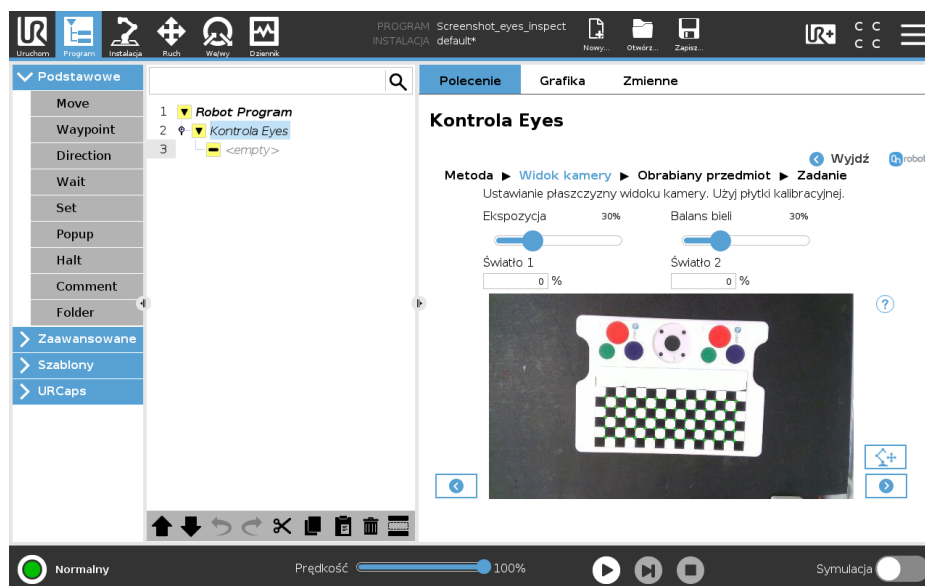 PROGRAM Screenshot_eyes_inspect
INSTALACJA default*
Uruchom Program Instalacja Ruch We/wy Dziennik
Nowy... Otwórz... Zapisz...
UR+
C C
C C
Podstawowe
Move
Waypoint
Direction
Wait
Set
Popup
Halt
Comment
Folder
Zaawansowane
Szablony
URCaps
1 Robot Program
2 Kontrola Eyes
3 <empty>
Polecenie Grafika Zmienne
Kontrola Eyes
Wyjdź
On robot
Metoda ▶ Widok kamery ▶ Obrabiany przedmiot ▶ Zadanie
Ustawianie płaszczyzny widoku kamery. Użyj płytki kalibracyjnej.
Ekspozycja 30% Balans bieli 30%
Światło 1 Światło 2
0 % 0 %
?
Normalny
Prędkość 100%
Symulacja